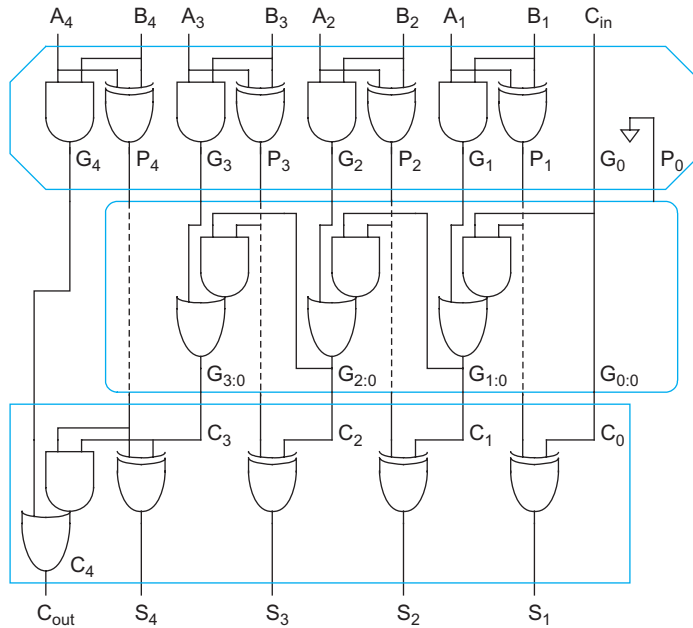 A4 B4 A3 B3 A2 B2 A1 B1 Cin
G4 P4 G3 P3 G2 P2 G1 P1 G0 P0
G3:0 G2:0 G1:0 G0:0
C3 C2 C1 C0
C4
Cout S4 S3 S2 S1